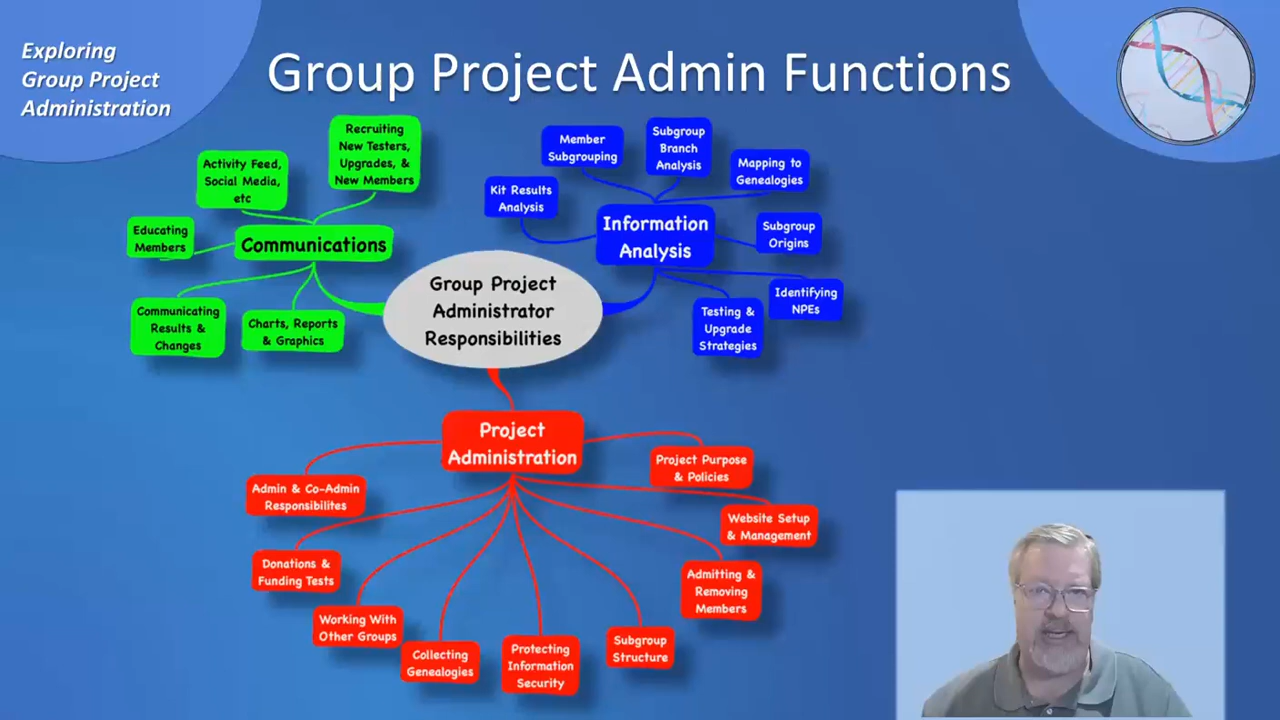 Exploring
Group Project
Administration
Group Project Admin Functions
Recruiting
New Testers,
Upgrades, &
New Members
Activity Feed,
Social Media,
etc
Educating
Members
Communications
Communicating
Results &
Changes
Charts, Reports
& Graphics
Member
Subgrouping
Subgroup
Branch
Analysis
Mapping to
Genealogies
Kit Results
Analysis
Information
Analysis
Subgroup
Origins
Identifying
NPEs
Testing &
Upgrade
Strategies
Group Project
Administrator
Responsibilities
Project
Administration
Project Purpose
& Policies
Admin & Co-Admin
Responsibilites
Website Setup
& Management
Donations &
Funding Tests
Admitting &
Removing
Members
Working With
Other Groups
Collecting
Genealogies
Protecting
Information
Security
Subgroup
Structure